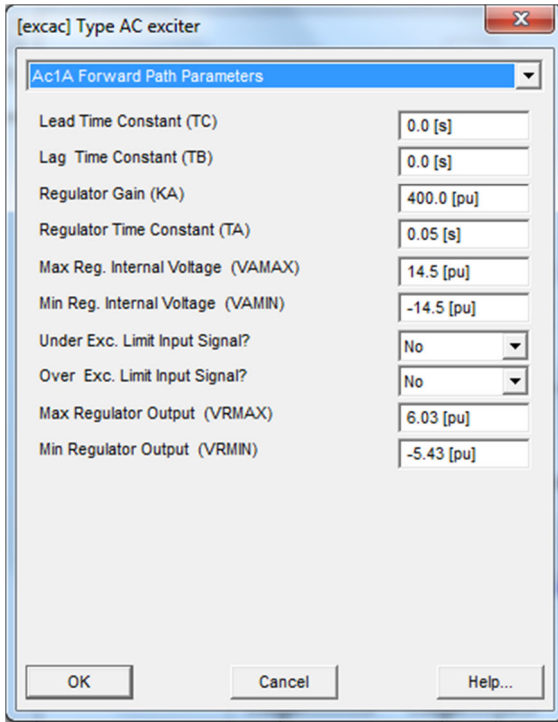 [excac] Type AC exciter
Ac1A Forward Path Parameters
Lead Time Constant (TC) 0.0 [s]
Lag Time Constant (TB) 0.0 [s]
Regulator Gain (KA) 400.0 [pu]
Regulator Time Constant (TA) 0.05 [s]
Max Reg. Internal Voltage (VAMAX) 14.5 [pu]
Min Reg. Internal Voltage (VAMIN) -14.5 [pu]
Under Exc. Limit Input Signal? No
Over Exc. Limit Input Signal? No
Max Regulator Output (VRMAX) 6.03 [pu]
Min Regulator Output (VRMIN) -5.43 [pu]
OK Cancel Help...